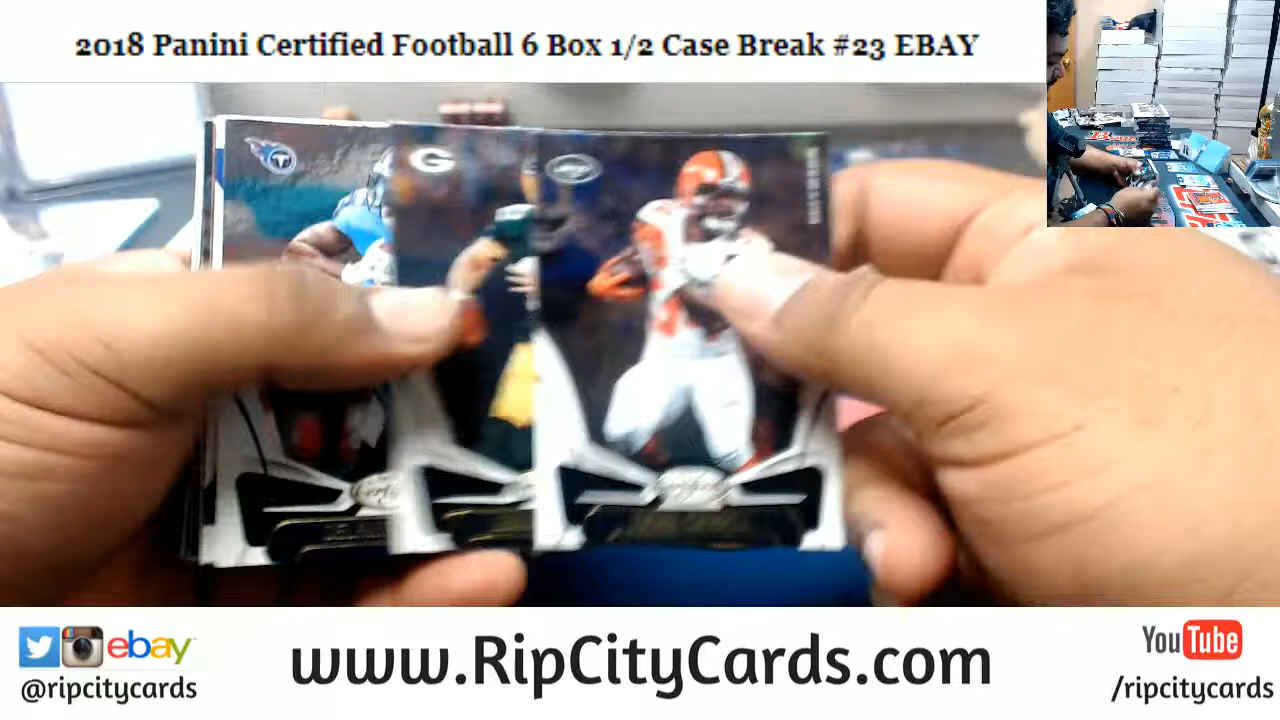 2018 Panini Certified Football 6 Box 1/2 Case Break #23 EBAY
T
G
ebay
@ripcitycards
www.RipCityCards.com
YouTube
/ripcitycards